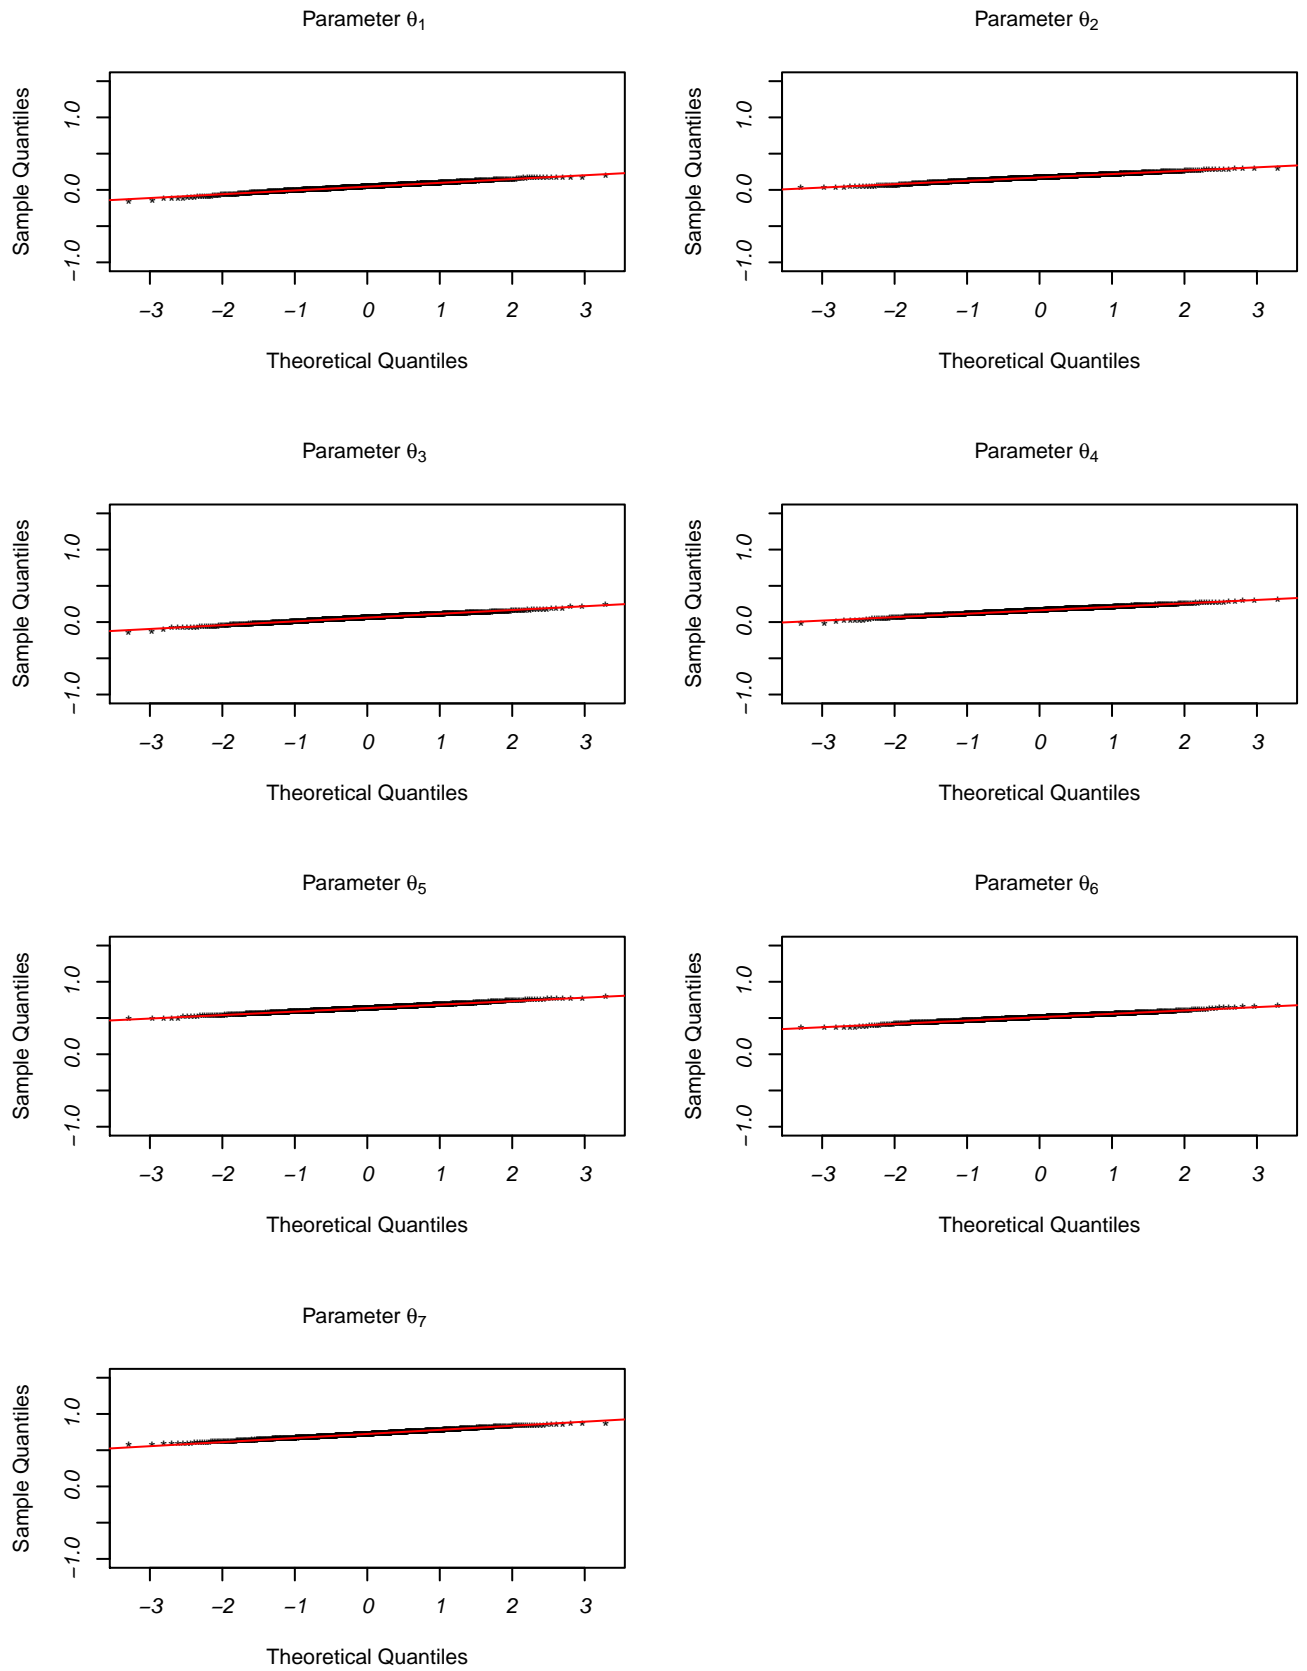 Parameter θ1
Sample Quantiles
1.0
0.0
−1.0
−3 −2 −1 0 1 2 3
Theoretical Quantiles
Parameter θ2
Sample Quantiles
1.0
0.0
−1.0
−3 −2 −1 0 1 2 3
Theoretical Quantiles
Parameter θ3
Sample Quantiles
1.0
0.0
−1.0
−3 −2 −1 0 1 2 3
Theoretical Quantiles
Parameter θ4
Sample Quantiles
1.0
0.0
−1.0
−3 −2 −1 0 1 2 3
Theoretical Quantiles
Parameter θ5
Sample Quantiles
1.0
0.0
−1.0
−3 −2 −1 0 1 2 3
Theoretical Quantiles
Parameter θ6
Sample Quantiles
1.0
0.0
−1.0
−3 −2 −1 0 1 2 3
Theoretical Quantiles
Parameter θ7
Sample Quantiles
1.0
0.0
−1.0
−3 −2 −1 0 1 2 3
Theoretical Quantiles